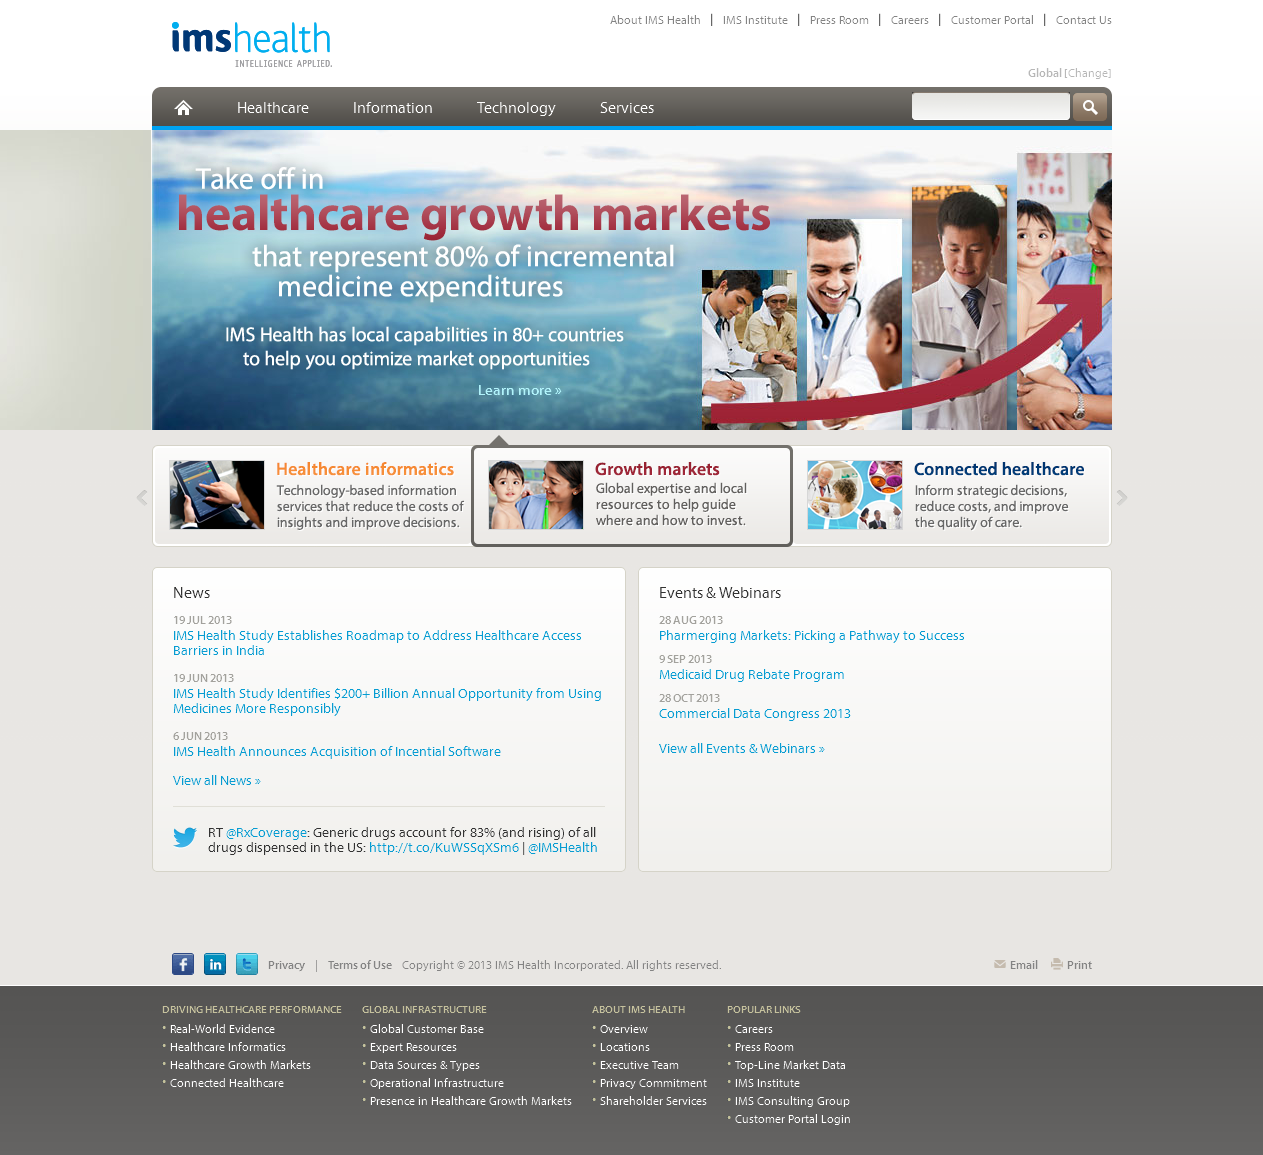 About IMS Health | IMS Institute | Press Room | Careers | Customer Portal | Contact Us
imshealth
INTELLIGENCE APPLIED.
Global [Change]
Healthcare Information Technology Services
Take off in
healthcare growth markets
that represent 80% of incremental
medicine expenditures
IMS Health has local capabilities in 80+ countries
to help you optimize market opportunities
Learn more »
Healthcare informatics
Technology-based information
services that reduce the costs of
insights and improve decisions.
Growth markets
Global expertise and local
resources to help guide
where and how to invest.
Connected healthcare
Inform strategic decisions,
reduce costs, and improve
the quality of care.
News
19 JUL 2013
IMS Health Study Establishes Roadmap to Address Healthcare Access
Barriers in India
19 JUN 2013
IMS Health Study Identifies $200+ Billion Annual Opportunity from Using
Medicines More Responsibly
6 JUN 2013
IMS Health Announces Acquisition of Incential Software
View all News »
RT @RxCoverage: Generic drugs account for 83% (and rising) of all
drugs dispensed in the US: http://t.co/KuWSSqXSm6 | @IMSHealth
Events & Webinars
28 AUG 2013
Pharmerging Markets: Picking a Pathway to Success
9 SEP 2013
Medicaid Drug Rebate Program
28 OCT 2013
Commercial Data Congress 2013
View all Events & Webinars »
Privacy | Terms of Use Copyright © 2013 IMS Health Incorporated. All rights reserved.
Email Print
DRIVING HEALTHCARE PERFORMANCE
• Real-World Evidence
• Healthcare Informatics
• Healthcare Growth Markets
• Connected Healthcare
GLOBAL INFRASTRUCTURE
• Global Customer Base
• Expert Resources
• Data Sources & Types
• Operational Infrastructure
• Presence in Healthcare Growth Markets
ABOUT IMS HEALTH
• Overview
• Locations
• Executive Team
• Privacy Commitment
• Shareholder Services
POPULAR LINKS
• Careers
• Press Room
• Top-Line Market Data
• IMS Institute
• IMS Consulting Group
• Customer Portal Login